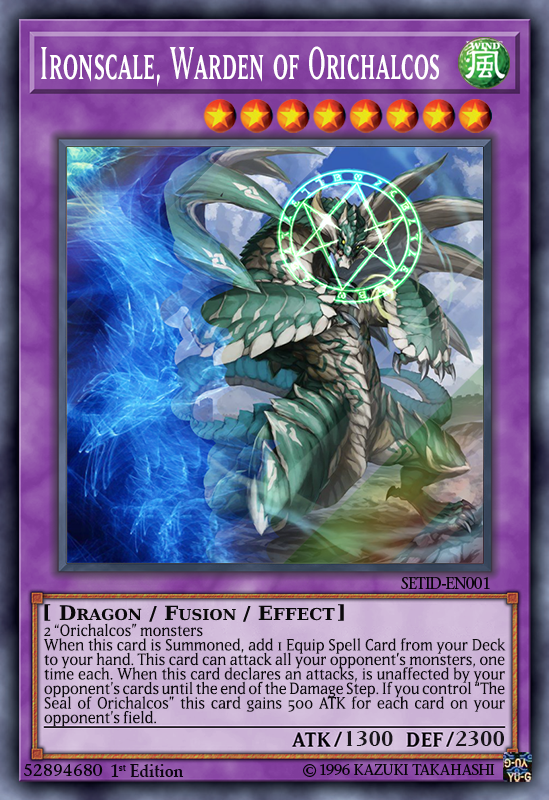 Ironscale, Warden of Orichalcos
WIND
風
SETID-EN001
[ Dragon / Fusion / Effect ]
2 “Orichalcos” monsters
When this card is Summoned, add 1 Equip Spell Card from your Deck
to your hand. This card can attack all your opponent's monsters, one
time each. When this card declares an attacks, is unaffected by your
opponent's cards until the end of the Damage Step. If you control “The
Seal of Orichalcos” this card gains 500 ATK for each card on your
opponent's field.
ATK/1300 DEF/2300
52894680 1st Edition
© 1996 KAZUKI TAKAHASHI
YU-G
YU-G